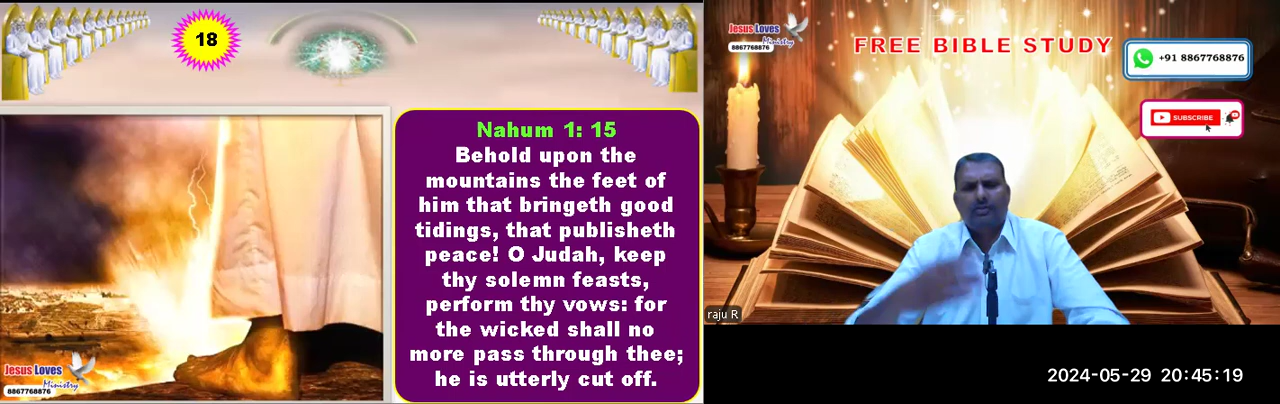 18
Nahum 1: 15
Behold upon the
mountains the feet of
him that bringeth good
tidings, that publisheth
peace! O Judah, keep
thy solemn feasts,
perform thy vows: for
the wicked shall no
more pass through thee;
he is utterly cut off.
Jesus Loves
Ministry
8867768876
Jesus Loves
Ministry
8867768876
FREE BIBLE STUDY
+91 8867768876
SUBSCRIBE
raju R
2024-05-29 20:45:19